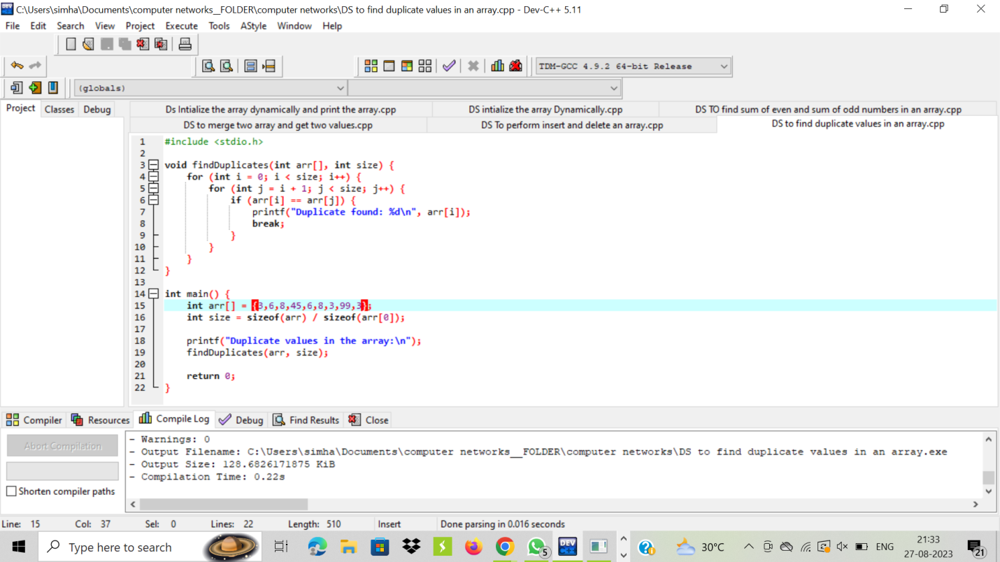 C:\Users\simha\Documents\computer networks__FOLDER\computer networks\DS to find duplicate values in an array.cpp - Dev-C++ 5.11
File Edit Search View Project Execute Tools AStyle Window Help
TDM-GCC 4.9.2 64-bit Release
(globals)
Project Classes Debug
Ds Intialize the array dynamically and print the array.cpp DS intialize the array Dynamically.cpp DS TO find sum of even and sum of odd numbers in an array.cpp
DS to merge two array and get two values.cpp DS To perform insert and delete an array.cpp DS to find duplicate values in an array.cpp
1 #include <stdio.h>
2
3 void findDuplicates(int arr[], int size) {
4 for (int i = 0; i < size; i++) {
5 for (int j = i + 1; j < size; j++) {
6 if (arr[i] == arr[j]) {
7 printf("Duplicate found: %d\n", arr[i]);
8 break;
9 }
10 }
11 }
12 }
13
14 int main() {
15 int arr[] = {3,6,8,45,6,8,3,99,3};
16 int size = sizeof(arr) / sizeof(arr[0]);
17
18 printf("Duplicate values in the array:\n");
19 findDuplicates(arr, size);
20
21 return 0;
22 }
Compiler Resources Compile Log Debug Find Results Close
Abort Compilation
Shorten compiler paths
- Warnings: 0
- Output Filename: C:\Users\simha\Documents\computer networks__FOLDER\computer networks\DS to find duplicate values in an array.exe
- Output Size: 128.6826171875 KiB
- Compilation Time: 0.22s
Line: 15 Col: 37 Sel: 0 Lines: 22 Length: 510 Insert Done parsing in 0.016 seconds
Type here to search
5
DEV
30°C
ENG
21:33
27-08-2023
21